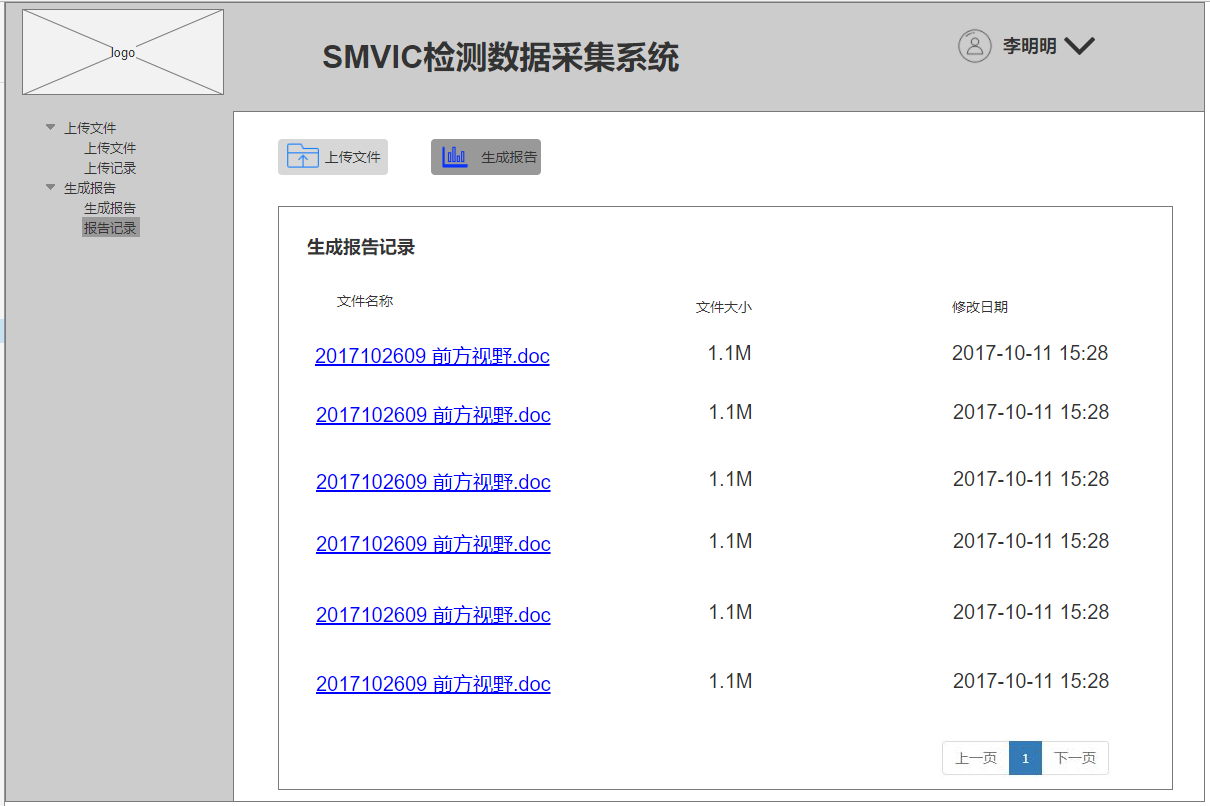 logo
SMVIC检测数据采集系统
李明明
上传文件
上传文件
上传记录
生成报告
生成报告
报告记录
上传文件 生成报告
生成报告记录
文件名称 文件大小 修改日期
2017102609 前方视野.doc 1.1M 2017-10-11 15:28
2017102609 前方视野.doc 1.1M 2017-10-11 15:28
2017102609 前方视野.doc 1.1M 2017-10-11 15:28
2017102609 前方视野.doc 1.1M 2017-10-11 15:28
2017102609 前方视野.doc 1.1M 2017-10-11 15:28
2017102609 前方视野.doc 1.1M 2017-10-11 15:28
上一页 1 下一页